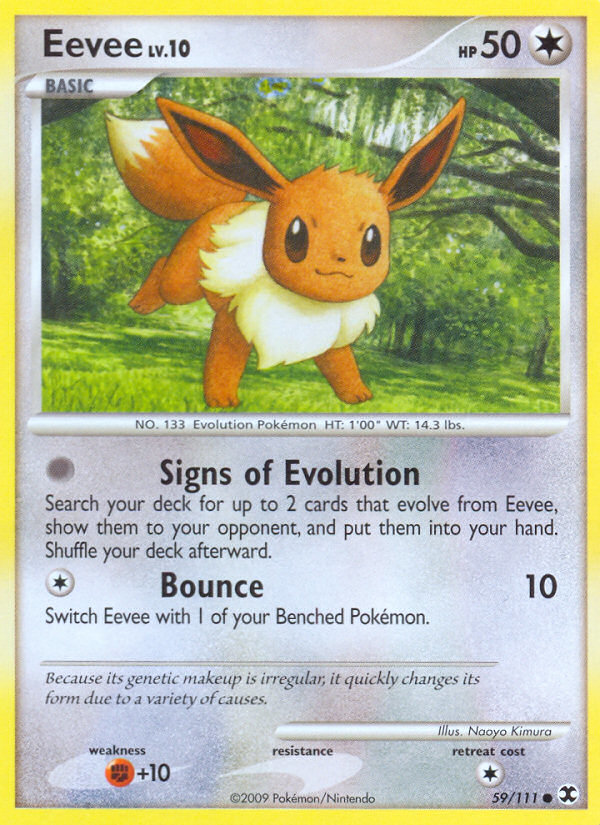 Eevee LV.10 HP 50
BASIC
NO. 133 Evolution Pokémon HT: 1'00" WT: 14.3 lbs.
Signs of Evolution
Search your deck for up to 2 cards that evolve from Eevee,
show them to your opponent, and put them into your hand.
Shuffle your deck afterward.
Bounce 10
Switch Eevee with 1 of your Benched Pokémon.
Because its genetic makeup is irregular, it quickly changes its
form due to a variety of causes.
Illus. Naoyo Kimura
weakness resistance retreat cost
+10
©2009 Pokémon/Nintendo 59/111